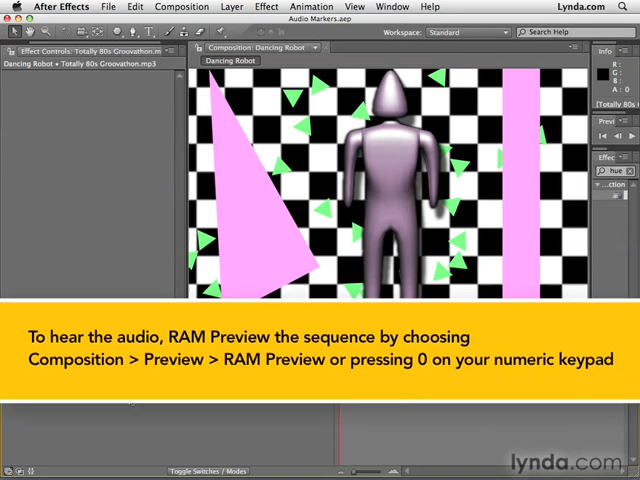 After Effects File Edit Composition Layer Effect Animation View Window Help Lynda.com
Audio Markers.aep
Workspace: Standard Search Help
Effect Controls: Totally 80s Groovathon.m
Composition: Dancing Robot
Info
Dancing Robot • Totally 80s Groovathon.mp3
Dancing Robot
R :
G :
B :
A : 0
[Totally 80s
Previ
Effec
hue
...ction
To hear the audio, RAM Preview the sequence by choosing
Composition > Preview > RAM Preview or pressing 0 on your numeric keypad
Toggle Switches / Modes
lynda.com